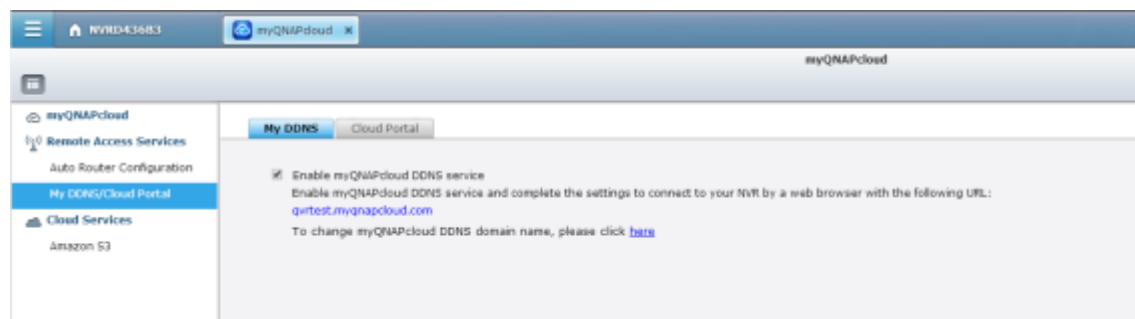 NVRD43683
myQNAPcloud ×
myQNAPcloud
myQNAPcloud
Remote Access Services
Auto Router Configuration
My DDNS/Cloud Portal
Cloud Services
Amazon S3
My DDNS
Cloud Portal
Enable myQNAPcloud DDNS service
Enable myQNAPcloud DDNS service and complete the settings to connect to your NVR by a web browser with the following URL:
qvrtest.myqnapcloud.com
To change myQNAPcloud DDNS domain name, please click here